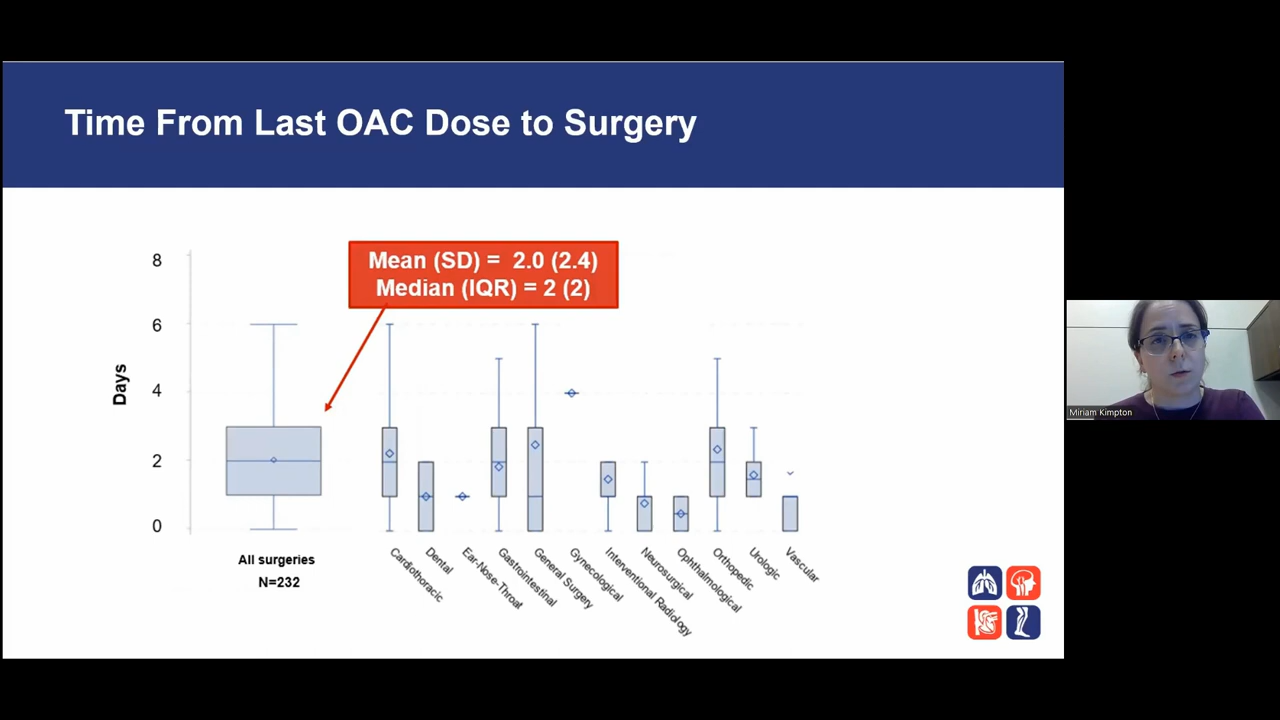 Time From Last OAC Dose to Surgery
Mean (SD) = 2.0 (2.4)
Median (IQR) = 2 (2)
Days
8
6
4
2
0
All surgeries
N=232
Cardiothoracic
Dental
Ear-Nose-Throat
Gastrointestinal
General Surgery
Gynecological
Interventional Radiology
Neurosurgical
Ophthalmological
Orthopedic
Urologic
Vascular
Miriam Kimpton